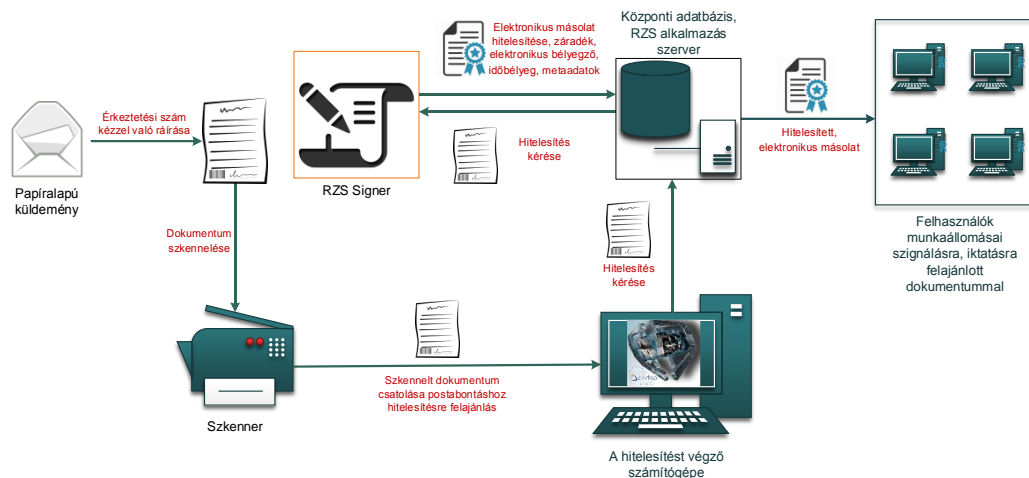 Elektronikus másolat
hitelesítése, záradék,
elektronikus bélyegző,
időbélyeg, metaadatok
Központi adatbázis,
RZS alkalmazás
szerver
Érkeztetési szám
kézzel való ráírása
Papíralapú
küldemény
RZS Signer
Hitelesítés
kérése
Hitelesített,
elektronikus másolat
Felhasználók
munkaállomásai
szignálásra, iktatásra
felajánlott
dokumentummal
Dokumentum
szkennelése
Hitelesítés
kérése
Szkennelt dokumentum
csatolása postabontáshoz
hitelesítésre felajánlás
Szkenner
A hitelesítést végző
számítógépe